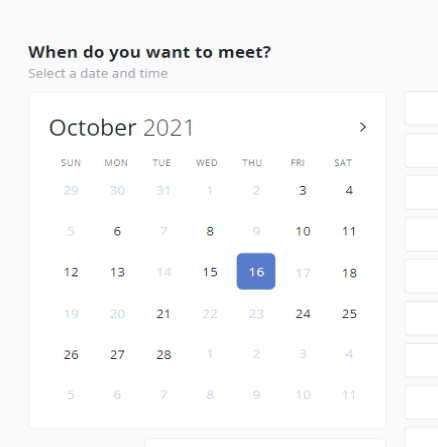 When do you want to meet?
Select a date and time
October 2021
SUN MON TUE WED THU FRI SAT
29 30 31 1 2 3 4
5 6 7 8 9 10 11
12 13 14 15 16 17 18
19 20 21 22 23 24 25
26 27 28 1 2 3 4
5 6 7 8 9 10 11